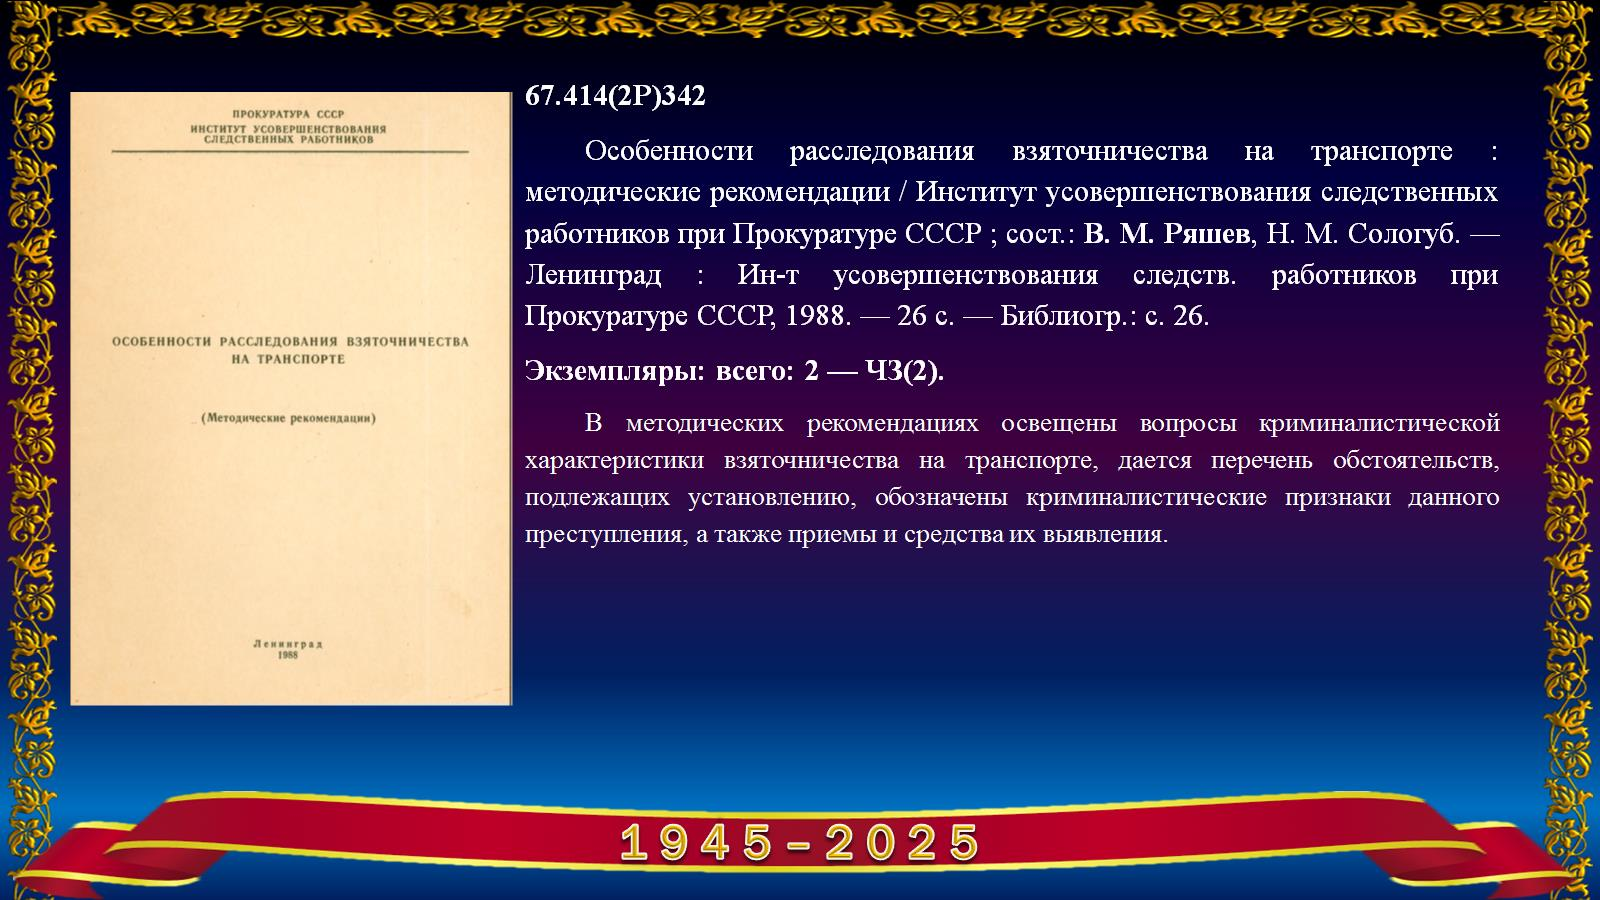 ПРОКУРАТУРА СССР
ИНСТИТУТ УСОВЕРШЕНСТВОВАНИЯ
СЛЕДСТВЕННЫХ РАБОТНИКОВ
ОСОБЕННОСТИ РАССЛЕДОВАНИЯ ВЗЯТОЧНИЧЕСТВА
НА ТРАНСПОРТЕ
(Методические рекомендации)
Ленинград
1988
67.414(2Р)342
Особенности расследования взяточничества на транспорте :
методические рекомендации / Институт усовершенствования следственных
работников при Прокуратуре СССР ; сост.: В. М. Ряшев, Н. М. Сологуб. —
Ленинград : Ин-т усовершенствования следств. работников при
Прокуратуре СССР, 1988. — 26 с. — Библиогр.: с. 26.
Экземпляры: всего: 2 — ЧЗ(2).
В методических рекомендациях освещены вопросы криминалистической
характеристики взяточничества на транспорте, дается перечень обстоятельств,
подлежащих установлению, обозначены криминалистические признаки данного
преступления, а также приемы и средства их выявления.
1945–2025